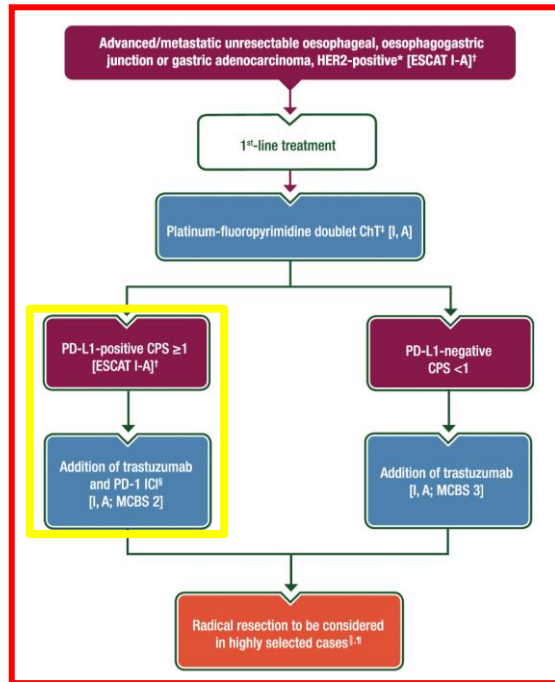 Advanced/metastatic unresectable oesophageal, oesophagogastric
junction or gastric adenocarcinoma, HER2-positive* [ESCAT I-A]†
1st-line treatment
Platinum-fluoropyrimidine doublet ChT‡ [I, A]
PD-L1-positive CPS ≥1
[ESCAT I-A]†
PD-L1-negative
CPS <1
Addition of trastuzumab
and PD-1 ICI§
[I, A; MCBS 2]
Addition of trastuzumab
[I, A; MCBS 3]
Radical resection to be considered
in highly selected cases‖,¶